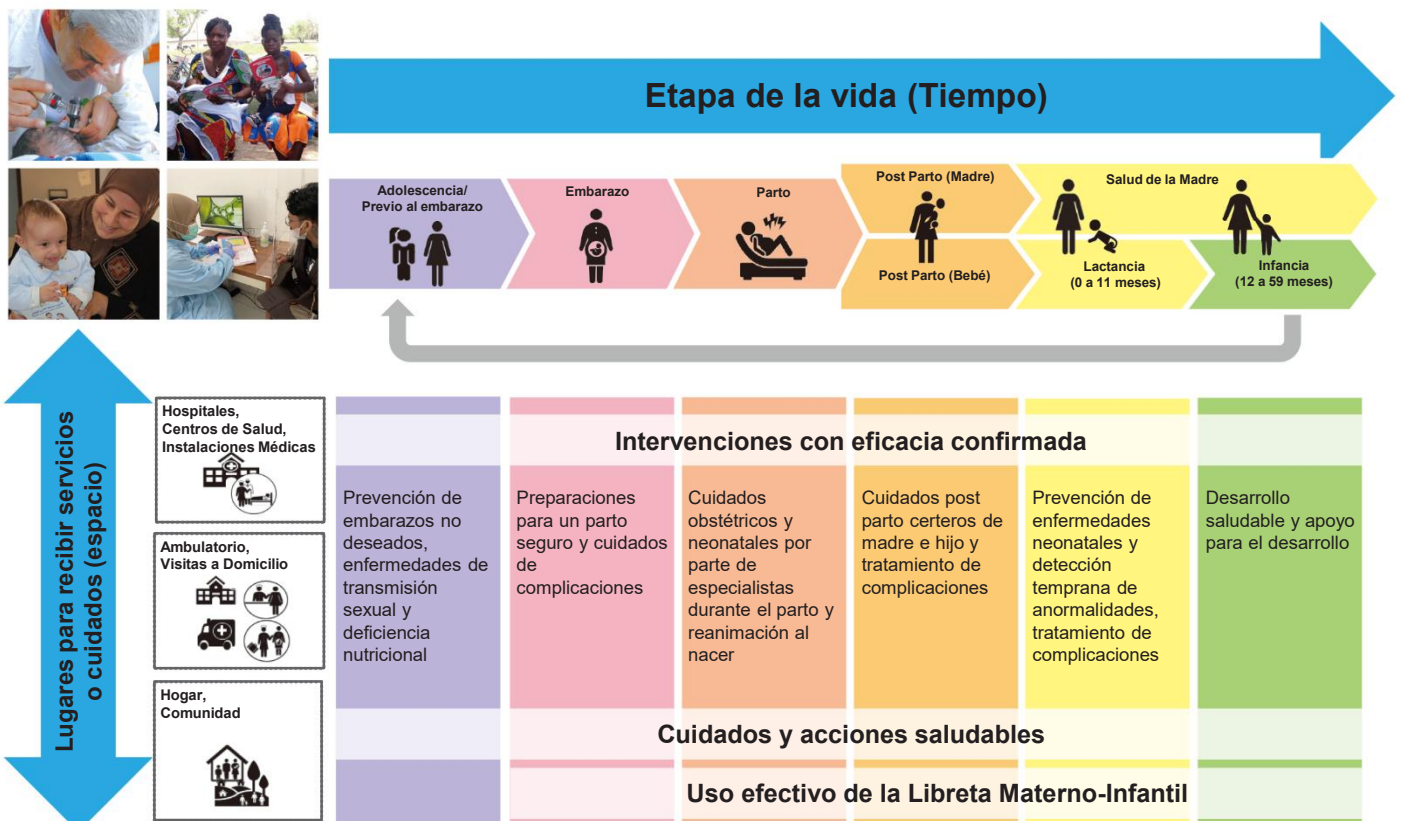 Etapa de la vida (Tiempo)
Adolescencia/
Previo al embarazo
Embarazo
Parto
Post Parto (Madre)
Post Parto (Bebé)
Salud de la Madre
Lactancia
(0 a 11 meses)
Infancia
(12 a 59 meses)
Lugares para recibir servicios
o cuidados (espacio)
Hospitales,
Centros de Salud,
Instalaciones Médicas
Ambulatorio,
Visitas a Domicilio
Hogar,
Comunidad
Intervenciones con eficacia confirmada
Prevención de
embarazos no
deseados,
enfermedades de
transmisión
sexual y
deficiencia
nutricional
Preparaciones
para un parto
seguro y cuidados
de
complicaciones
Cuidados
obstétricos y
neonatales por
parte de
especialistas
durante el parto y
reanimación al
nacer
Cuidados post
parto certeros de
madre e hijo y
tratamiento de
complicaciones
Prevención de
enfermedades
neonatales y
detección
temprana de
anormalidades,
tratamiento de
complicaciones
Desarrollo
saludable y apoyo
para el desarrollo
Cuidados y acciones saludables
Uso efectivo de la Libreta Materno-Infantil